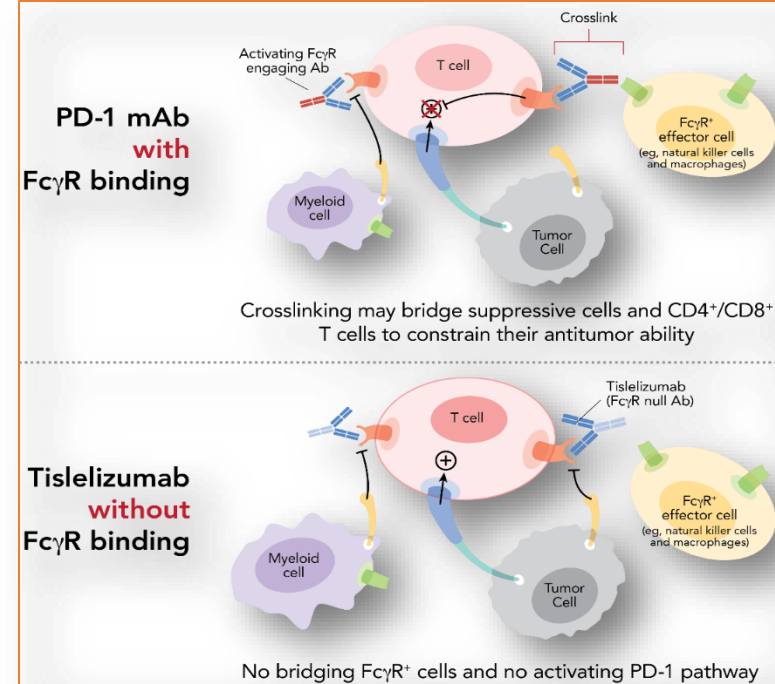 Crosslink
Activating FcγR
engaging Ab
T cell
PD-1 mAb
with
FcγR binding
FcγR⁺
effector cell
(eg, natural killer cells
and macrophages)
Myeloid
cell
Tumor
Cell
Crosslinking may bridge suppressive cells and CD4⁺/CD8⁺
T cells to constrain their antitumor ability
Tislelizumab
(FcγR null Ab)
T cell
Tislelizumab
without
FcγR binding
FcγR⁺
effector cell
(eg, natural killer cells
and macrophages)
Myeloid
cell
Tumor
Cell
No bridging FcγR⁺ cells and no activating PD-1 pathway